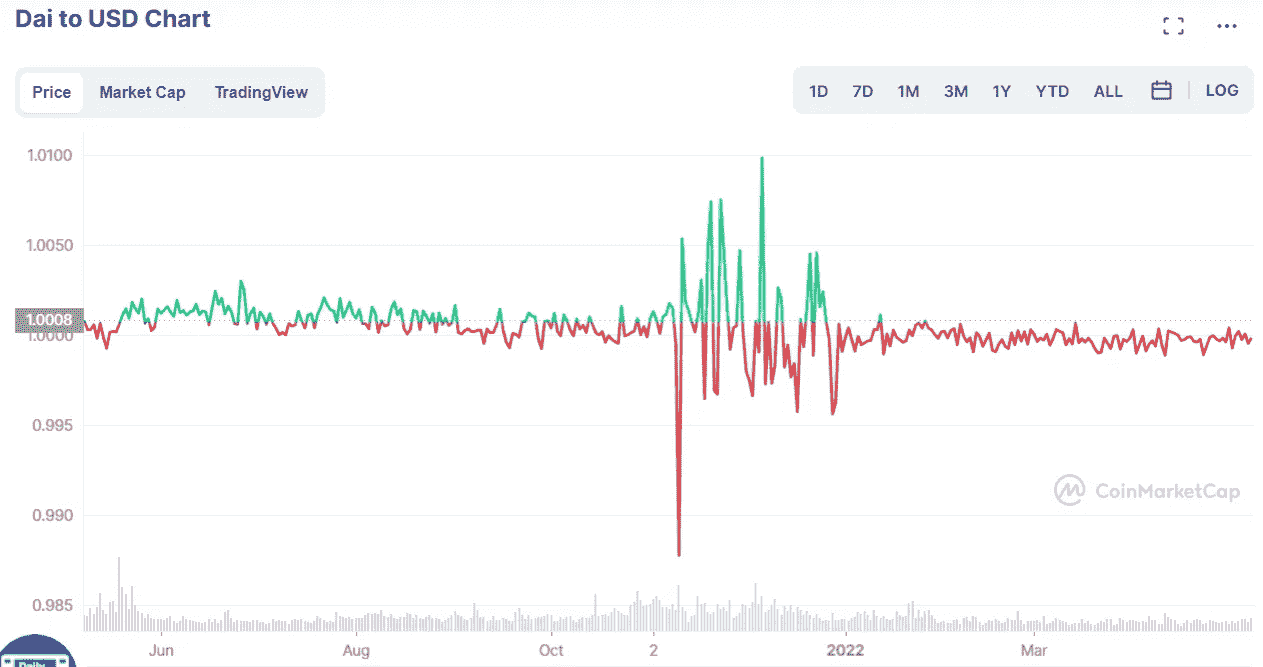 Dai to USD Chart
Price Market Cap TradingView
1D 7D 1M 3M 1Y YTD ALL LOG
1.0100
1.0050
1.0008
1.0000
0.995
0.990
CoinMarketCap
0.985
Jun Aug Oct 2 2022 Mar
Daily